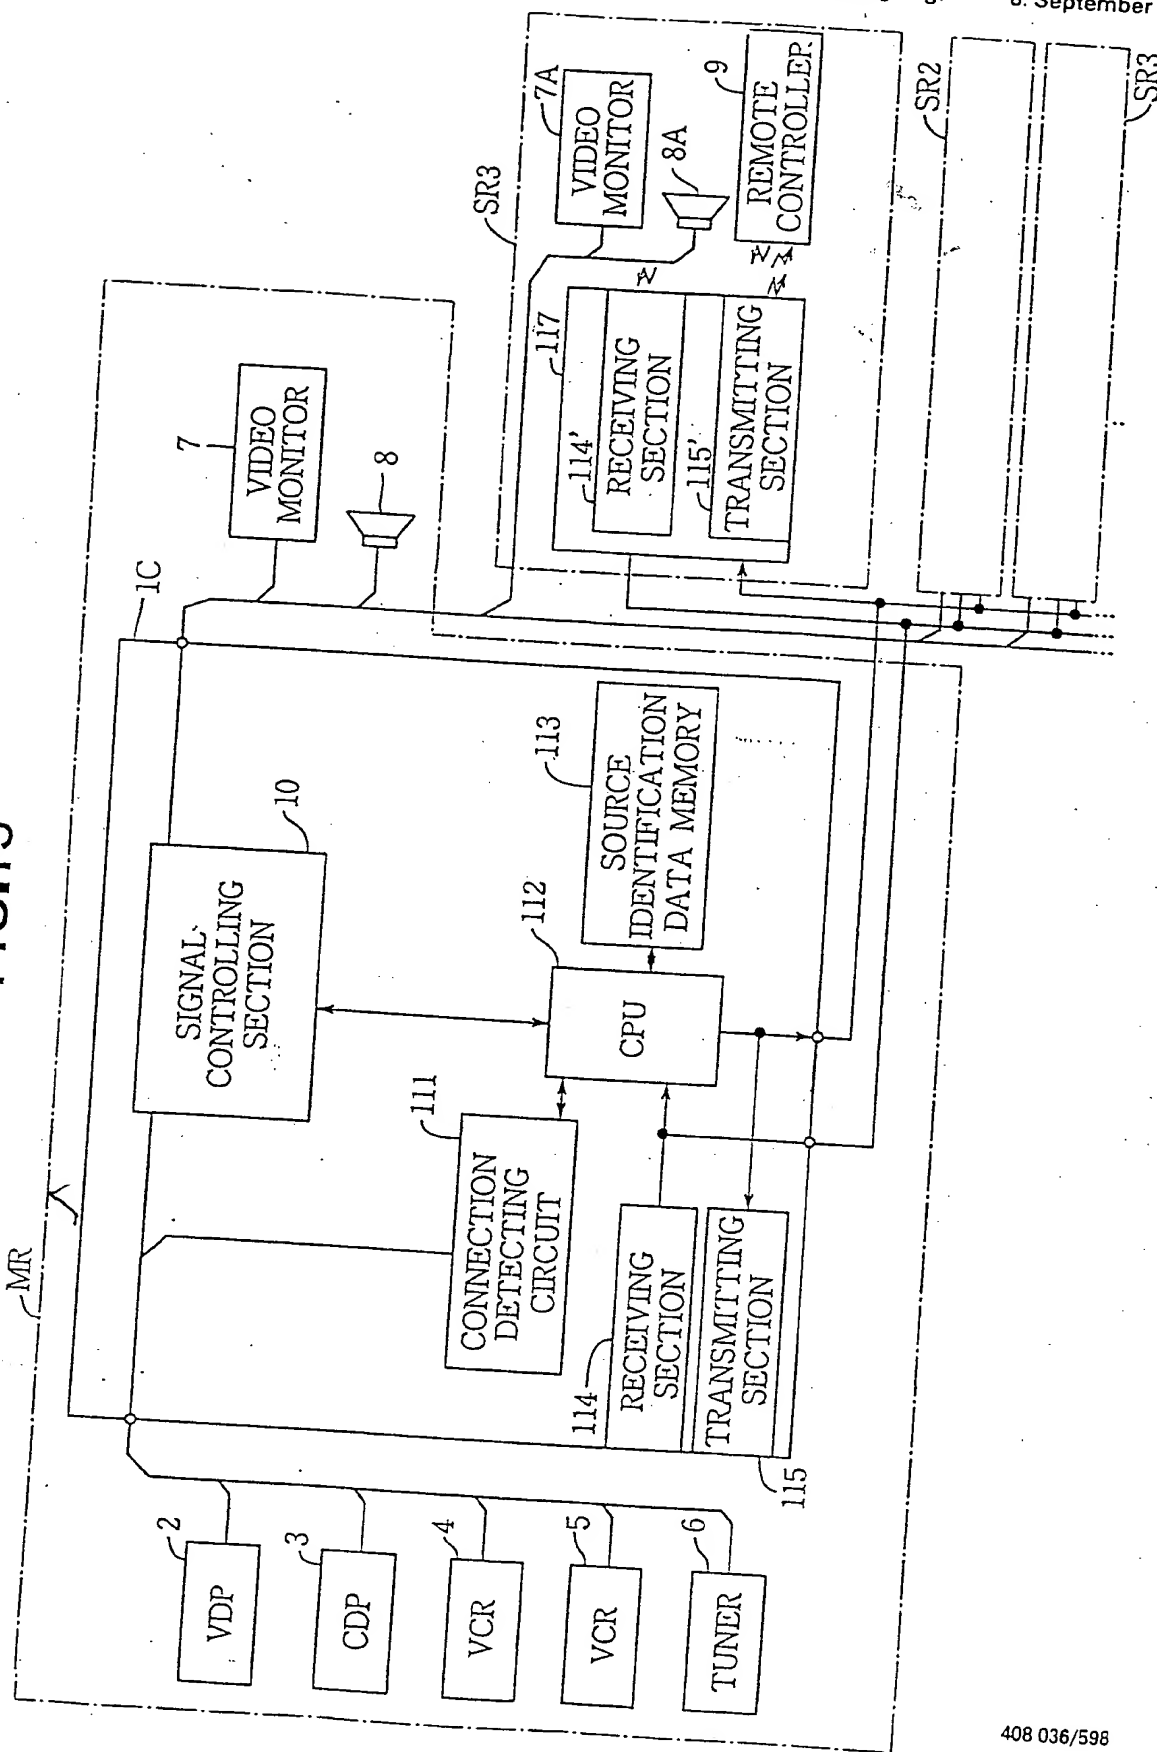 8. September
MR
1C
2
VDP
3
CDP
4
VCR
5
VCR
6
TUNER
10
SIGNAL
CONTROLLING
SECTION
111
CONNECTION
DETECTING
CIRCUIT
112
CPU
113
SOURCE
IDENTIFICATION
DATA MEMORY
114
RECEIVING
SECTION
TRANSMITTING
SECTION
115
7
VIDEO
MONITOR
8
SR3
7A
VIDEO
MONITOR
8A
9
REMOTE
CONTROLLER
117
114'
RECEIVING
SECTION
115'
TRANSMITTING
SECTION
SR2
SR3
408 036/598